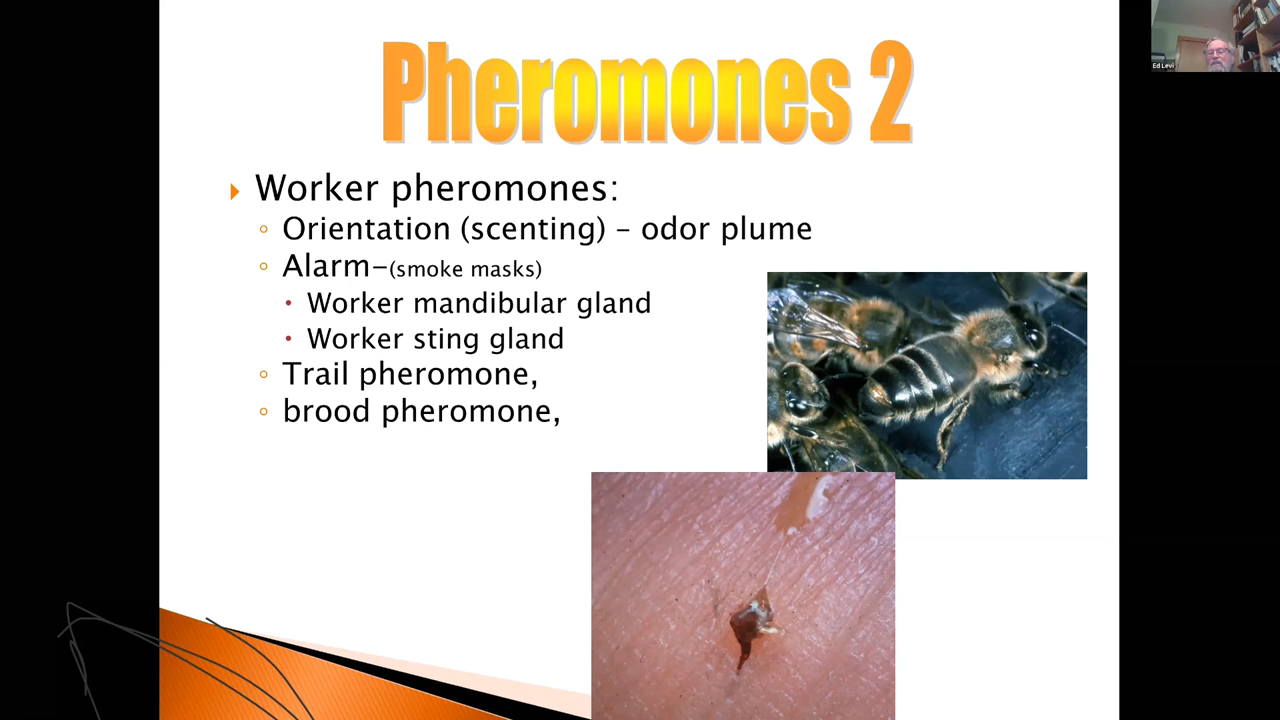 Pheromones 2
Ed Levi
Worker pheromones:
Orientation (scenting) – odor plume
Alarm–(smoke masks)
Worker mandibular gland
Worker sting gland
Trail pheromone,
brood pheromone,